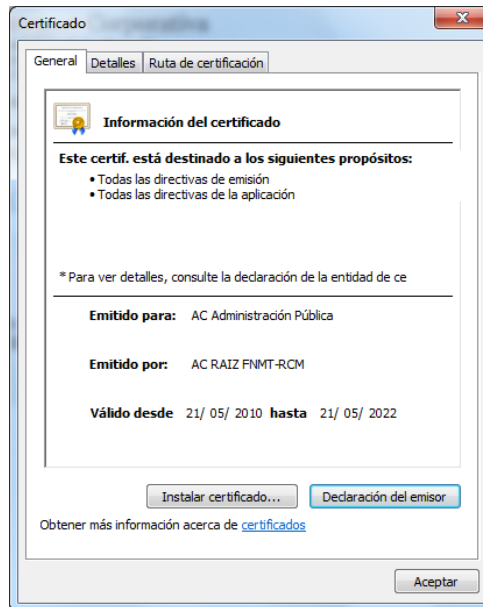 Certificado
General Detalles Ruta de certificación
Información del certificado
Este certif. está destinado a los siguientes propósitos:
• Todas las directivas de emisión
• Todas las directivas de la aplicación
* Para ver detalles, consulte la declaración de la entidad de ce
Emitido para: AC Administración Pública
Emitido por: AC RAIZ FNMT-RCM
Válido desde 21/ 05/ 2010 hasta 21/ 05/ 2022
Instalar certificado... Declaración del emisor
Obtener más información acerca de certificados
Aceptar